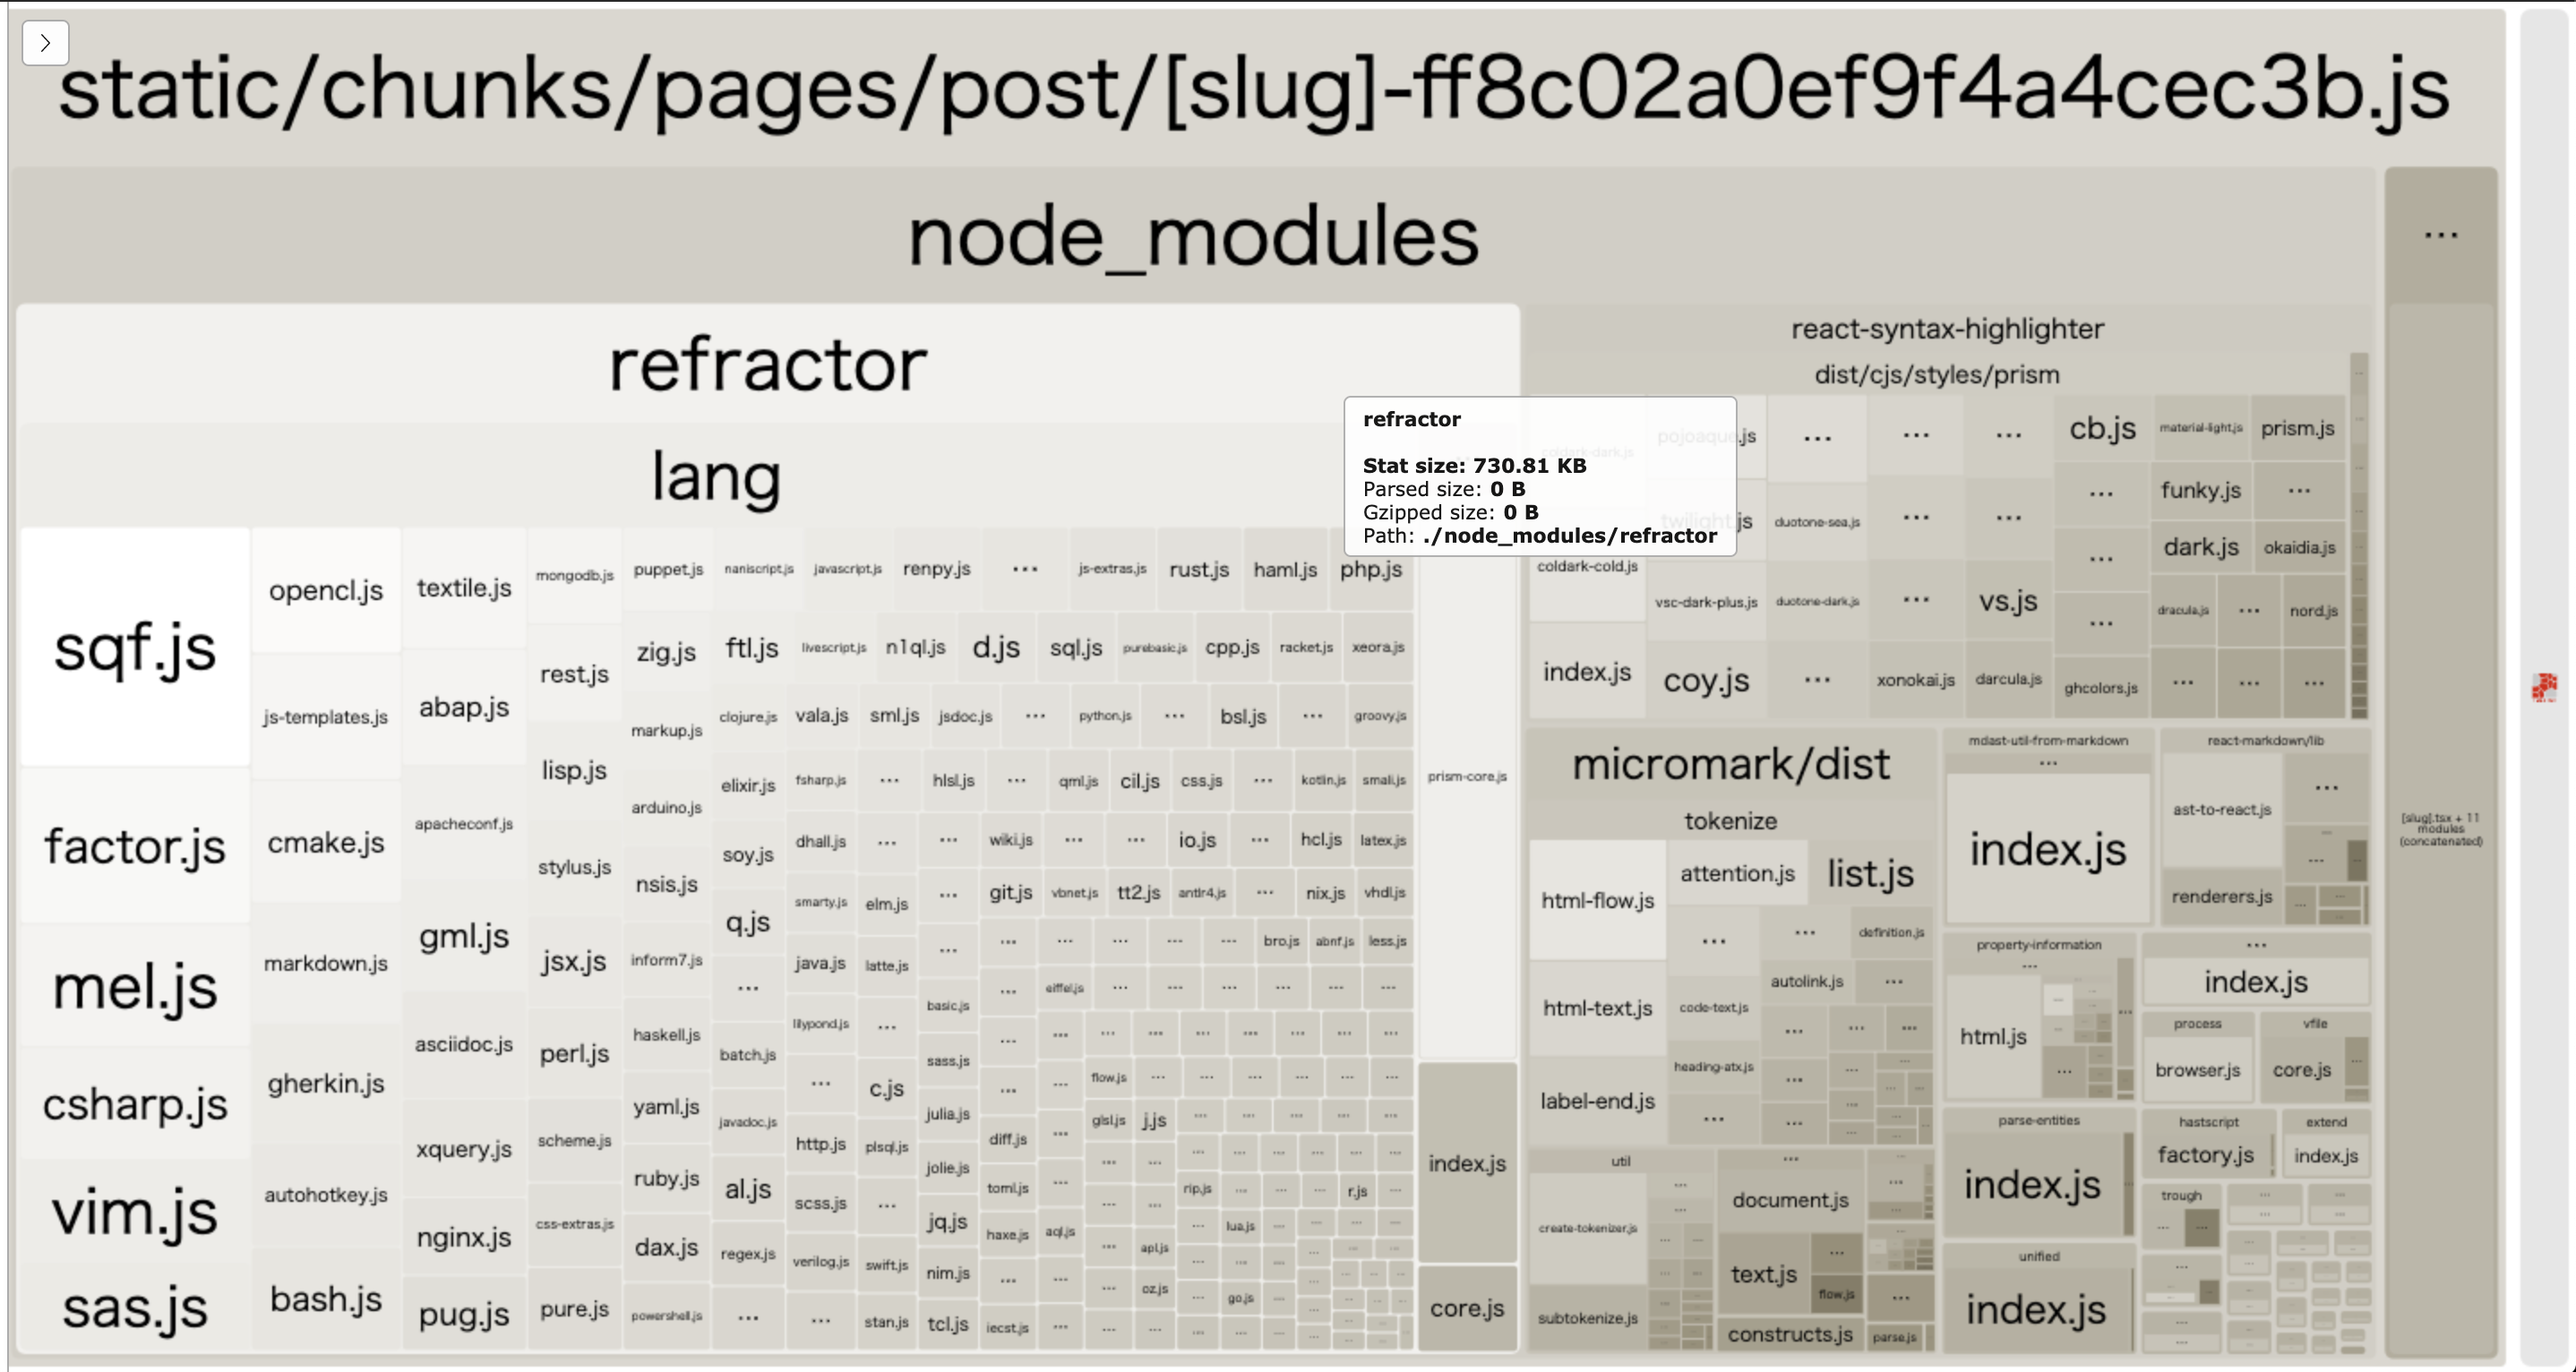 static/chunks/pages/post/[slug]-ff8c02a0ef9f4a4cec3b.js
node_modules
...
refractor
lang
sqf.js
factor.js
mel.js
csharp.js
vim.js
sas.js
opencl.js
js-templates.js
cmake.js
markdown.js
gherkin.js
autohotkey.js
bash.js
textile.js
abap.js
apacheconf.js
gml.js
asciidoc.js
xquery.js
nginx.js
pug.js
mongodb.js
rest.js
lisp.js
stylus.js
jsx.js
perl.js
scheme.js
css-extras.js
pure.js
puppet.js
zig.js
markup.js
arduino.js
nsis.js
inform7.js
haskell.js
yaml.js
ruby.js
dax.js
powershell.js
naniscript.js
javascript.js
renpy.js
...
js-extras.js
rust.js
haml.js
php.js
ftl.js
livescript.js
n1ql.js
d.js
sql.js
purebasic.js
cpp.js
racket.js
xeora.js
clojure.js
vala.js
sml.js
jsdoc.js
...
python.js
...
bsl.js
...
groovy.js
elixir.js
fsharp.js
...
hlsl.js
...
qml.js
cil.js
css.js
...
kotlin.js
smali.js
soy.js
dhall.js
...
...
wiki.js
...
...
io.js
...
hcl.js
latex.js
q.js
smarty.js
elm.js
...
git.js
vbnet.js
tt2.js
antlr4.js
...
nix.js
vhdl.js
...
java.js
latte.js
...
bro.js
abnf.js
less.js
batch.js
lilypond.js
...
basic.js
...
eiffel.js
javadoc.js
...
c.js
sass.js
flow.js
al.js
http.js
plsql.js
julia.js
diff.js
glsl.js
j.js
regex.js
scss.js
...
jolie.js
toml.js
rip.js
r.js
...
verilog.js
swift.js
jq.js
haxe.js
aql.js
apl.js
lua.js
...
stan.js
nim.js
oz.js
go.js
tcl.js
iecst.js
prism-core.js
index.js
core.js
refractor
Stat size: 730.81 KB
Parsed size: 0 B
Gzipped size: 0 B
Path: ./node_modules/refractor
react-syntax-highlighter
dist/cjs/styles/prism
coldark-dark.js
coldark-cold.js
index.js
pojoaque.js
twilight.js
vsc-dark-plus.js
coy.js
...
duotone-sea.js
duotone-dark.js
...
...
...
...
xonokai.js
...
...
vs.js
darcula.js
cb.js
...
...
...
ghcolors.js
material-light.js
prism.js
funky.js
...
dark.js
okaidia.js
dracula.js
...
nord.js
...
...
...
micromark/dist
tokenize
html-flow.js
html-text.js
label-end.js
attention.js
list.js
...
code-text.js
heading-atx.js
...
...
definition.js
autolink.js
...
util
create-tokenizer.js
subtokenize.js
...
document.js
text.js
...
flow.js
constructs.js
...
parse.js
mdast-util-from-markdown
...
index.js
react-markdown/lib
ast-to-react.js
...
renderers.js
property-information
...
html.js
...
...
index.js
process
browser.js
vfile
core.js
parse-entities
index.js
hastscript
factory.js
extend
index.js
unified
index.js
trough
[slug].tsx + 11
modules
(concatenated)